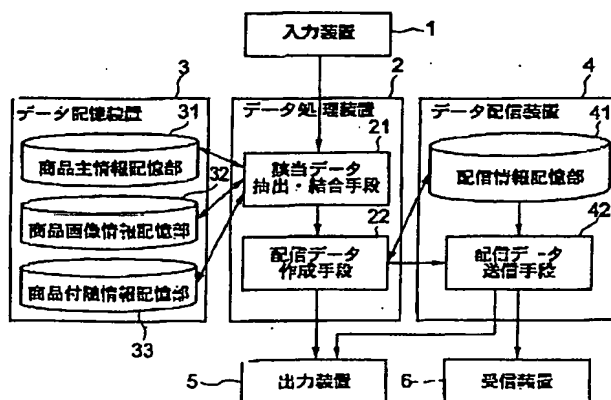 入力装置
1
3
データ記憶装置
31
商品主情報記憶部
32
商品画像情報記憶部
商品付随情報記憶部
33
2
データ処理装置
21
該当データ
抽出・結合手段
22
配信データ
作成手段
4
データ配信装置
41
配信情報記憶部
42
配信データ
送信手段
5
出力装置
6
受信装置